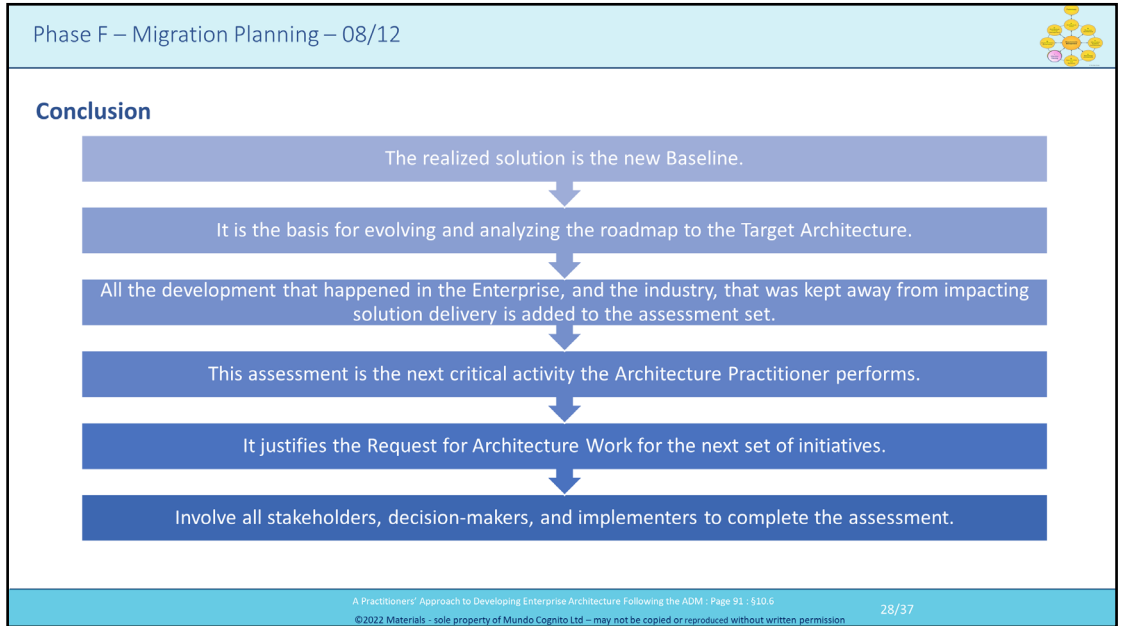 Phase F – Migration Planning – 08/12
Conclusion
The realized solution is the new Baseline.
It is the basis for evolving and analyzing the roadmap to the Target Architecture.
All the development that happened in the Enterprise, and the industry, that was kept away from impacting
solution delivery is added to the assessment set.
This assessment is the next critical activity the Architecture Practitioner performs.
It justifies the Request for Architecture Work for the next set of initiatives.
Involve all stakeholders, decision-makers, and implementers to complete the assessment.
A Practitioners' Approach to Developing Enterprise Architecture Following the ADM : Page 91 : §10.6
28/37
©2022 Materials - sole property of Mundo Cognito Ltd – may not be copied or reproduced without written permission